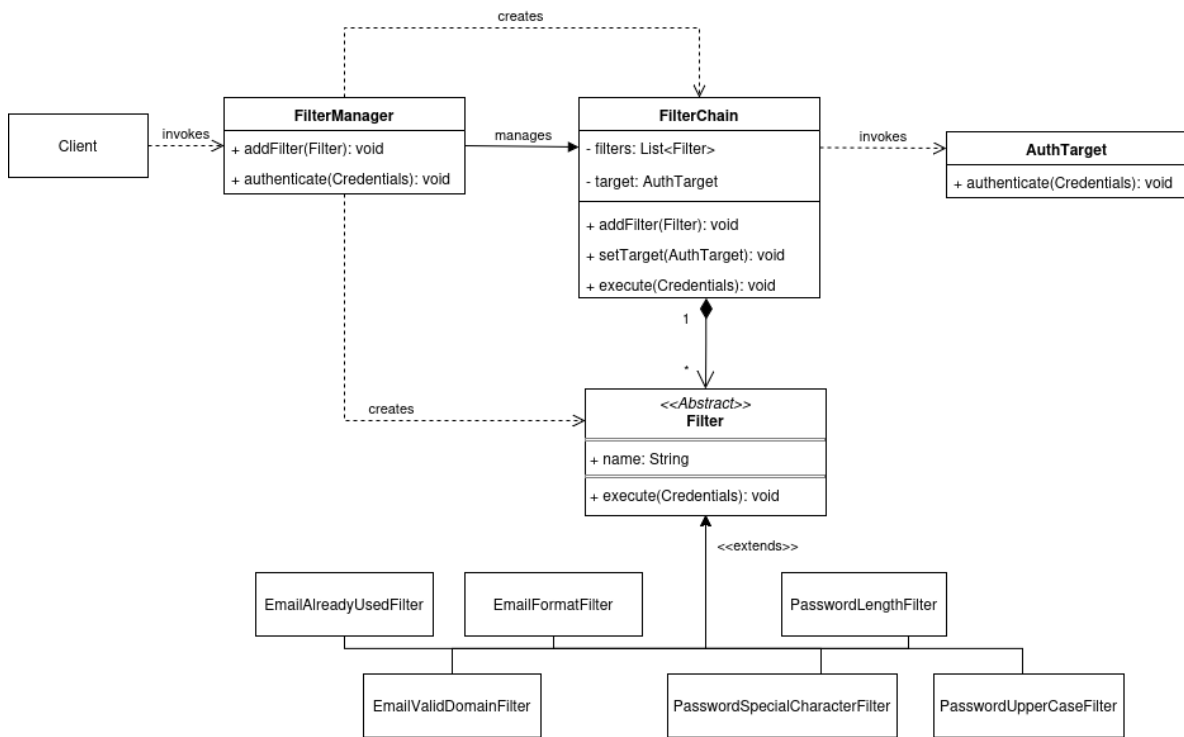 creates
Client
invokes
FilterManager
+ addFilter(Filter): void
+ authenticate(Credentials): void
manages
FilterChain
- filters: List<Filter>
- target: AuthTarget
+ addFilter(Filter): void
+ setTarget(AuthTarget): void
+ execute(Credentials): void
invokes
AuthTarget
+ authenticate(Credentials): void
1
*
creates
<<Abstract>>
Filter
+ name: String
+ execute(Credentials): void
<<extends>>
EmailAlreadyUsedFilter
EmailFormatFilter
PasswordLengthFilter
EmailValidDomainFilter
PasswordSpecialCharacterFilter
PasswordUpperCaseFilter